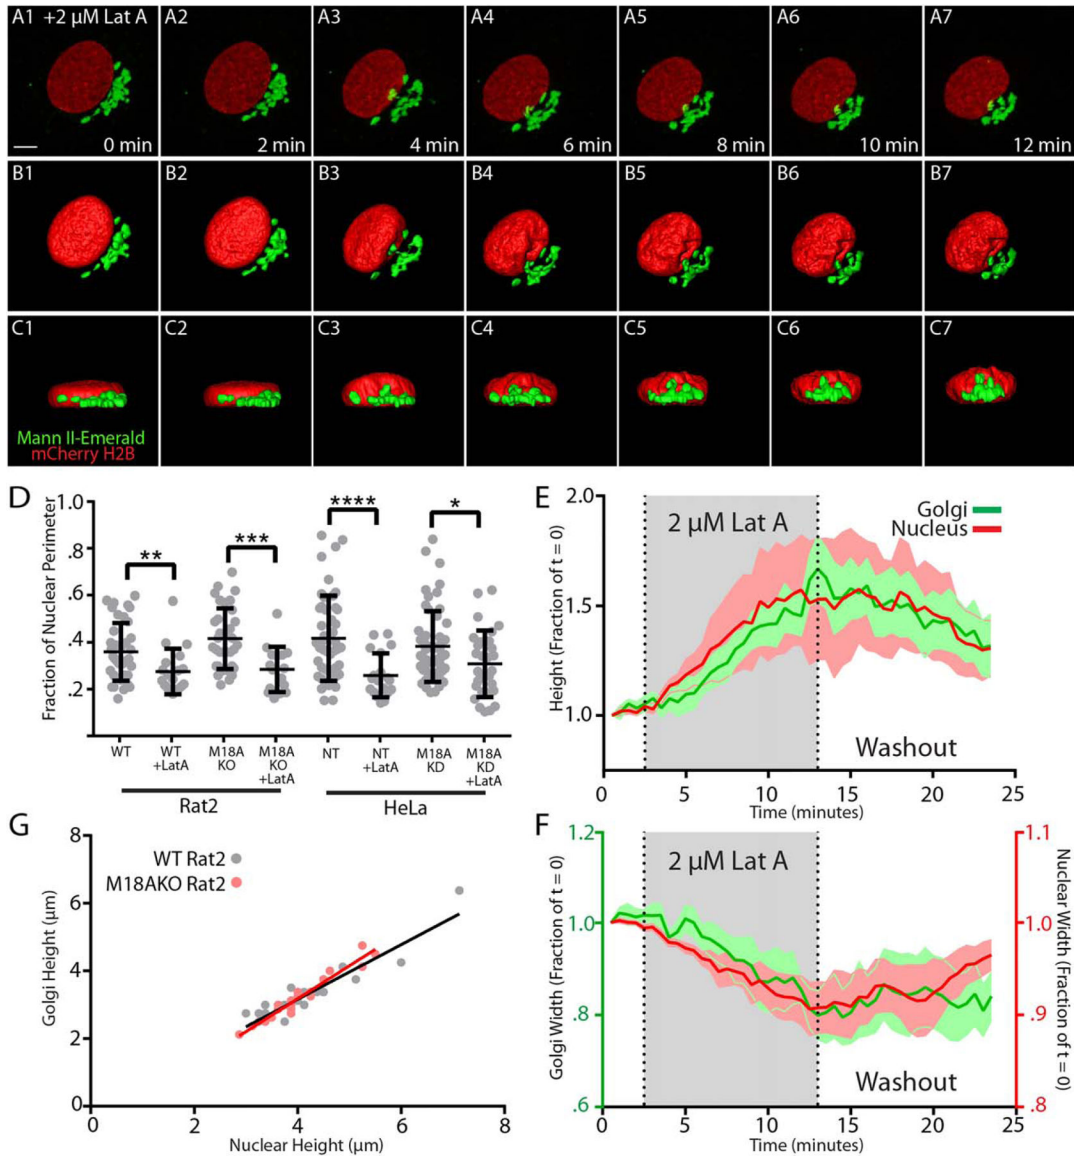 A1 +2 μM Lat A A2 A3 A4 A5 A6 A7
0 min 2 min 4 min 6 min 8 min 10 min 12 min
B1 B2 B3 B4 B5 B6 B7
C1 C2 C3 C4 C5 C6 C7
Mann II-Emerald
mCherry H2B
D
Fraction of Nuclear Perimeter
1.0
.8
.6
.4
.2
** *** **** *
WT
WT
+LatA
M18A
KO
M18A
KO
+LatA
NT
NT
+LatA
M18A
KD
M18A
KD
+LatA
Rat2 HeLa
E
Height (Fraction of t = 0)
2.0
1.5
1.0
2 μM Lat A
Golgi
Nucleus
Washout
0 5 10 15 20 25
Time (minutes)
G
Golgi Height (μm)
8
6
4
2
0
WT Rat2
M18AKO Rat2
0 2 4 6 8
Nuclear Height (μm)
F
Golgi Width (Fraction of t = 0)
1.2
1.0
.8
.6
2 μM Lat A
Washout
1.1
1.0
.9
.8
Nuclear Width (Fraction of t = 0)
0 5 10 15 20 25
Time (minutes)